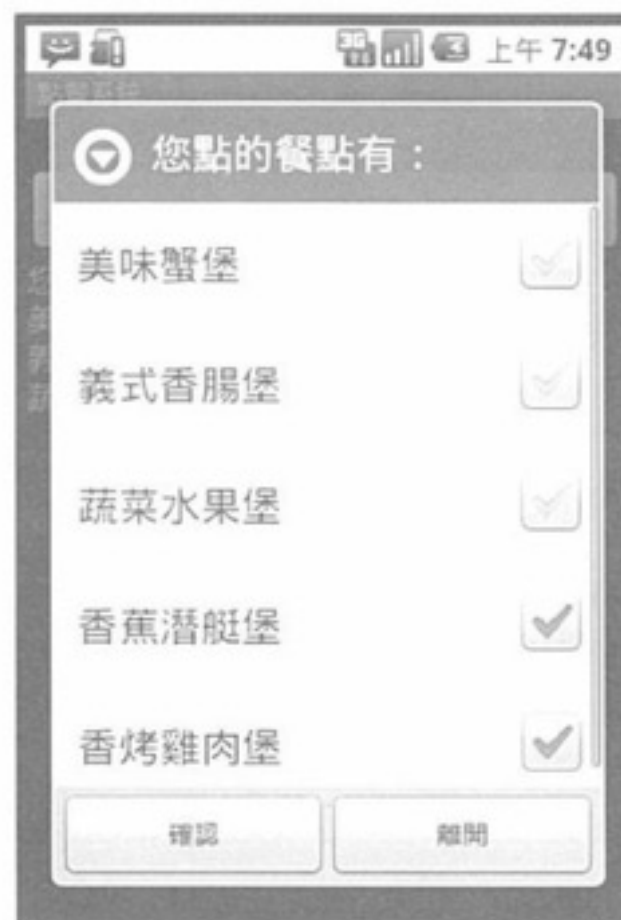 3G
上午 7:49
您點的餐點有：
美味蟹堡
義式香腸堡
蔬菜水果堡
香蕉潛艇堡
香烤雞肉堡
確認
離開